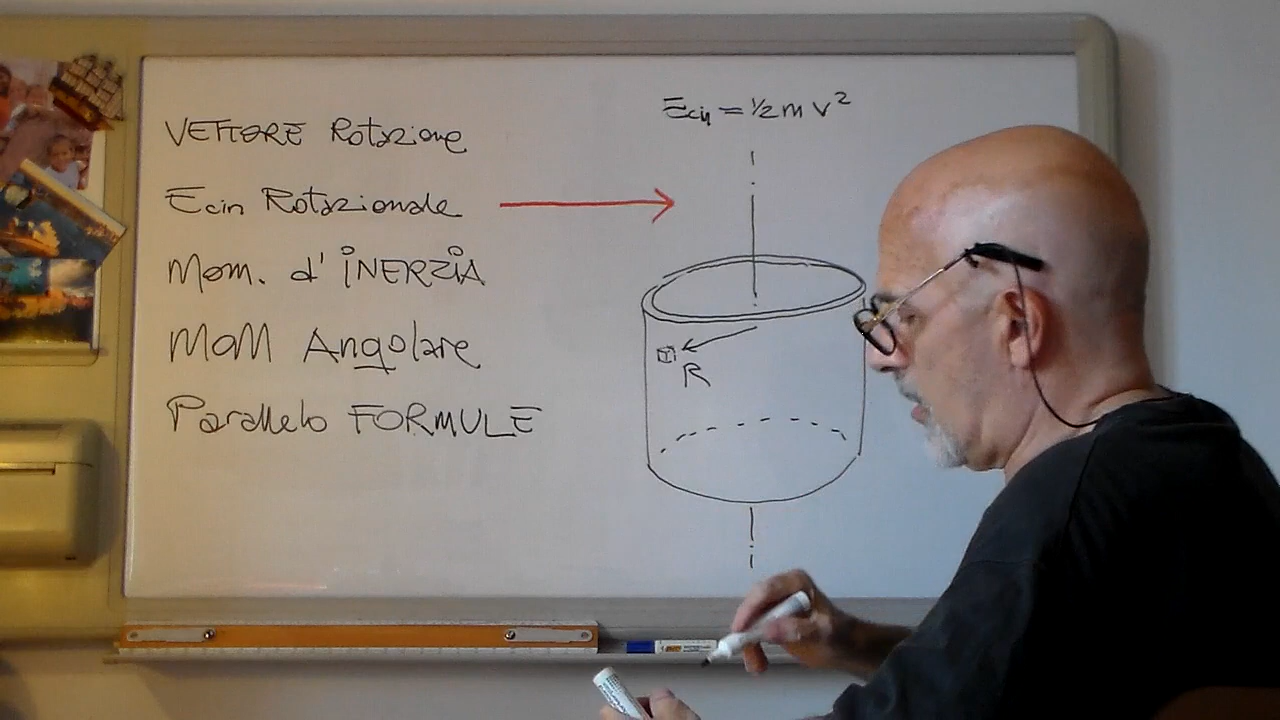 VETTORE Rotazione
Ecin = ½ m v²
Ecin Rotazionale
Mom. d' iNERZiA
R
MoM Angolare
Parallelo FORMULE